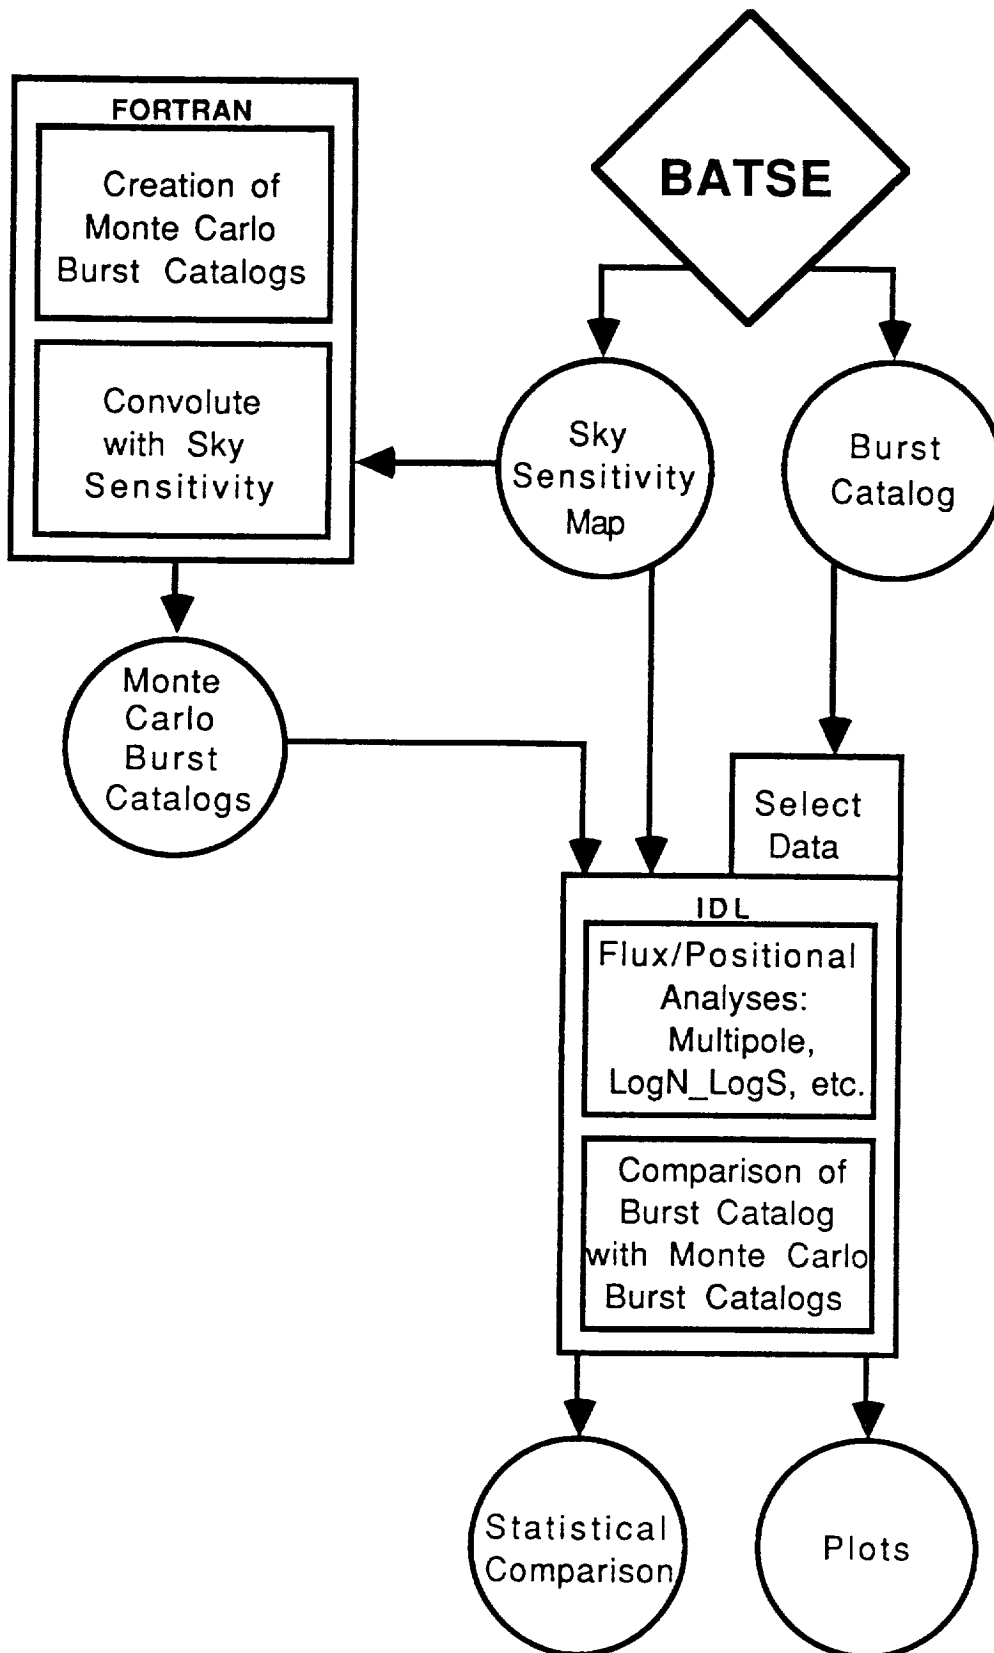 FORTRAN
Creation of
Monte Carlo
Burst Catalogs
Convolute
with Sky
Sensitivity
BATSE
Sky
Sensitivity
Map
Burst
Catalog
Monte
Carlo
Burst
Catalogs
Select
Data
IDL
Flux/Positional
Analyses:
Multipole,
LogN_LogS, etc.
Comparison of
Burst Catalog
with Monte Carlo
Burst Catalogs
Statistical
Comparison
Plots